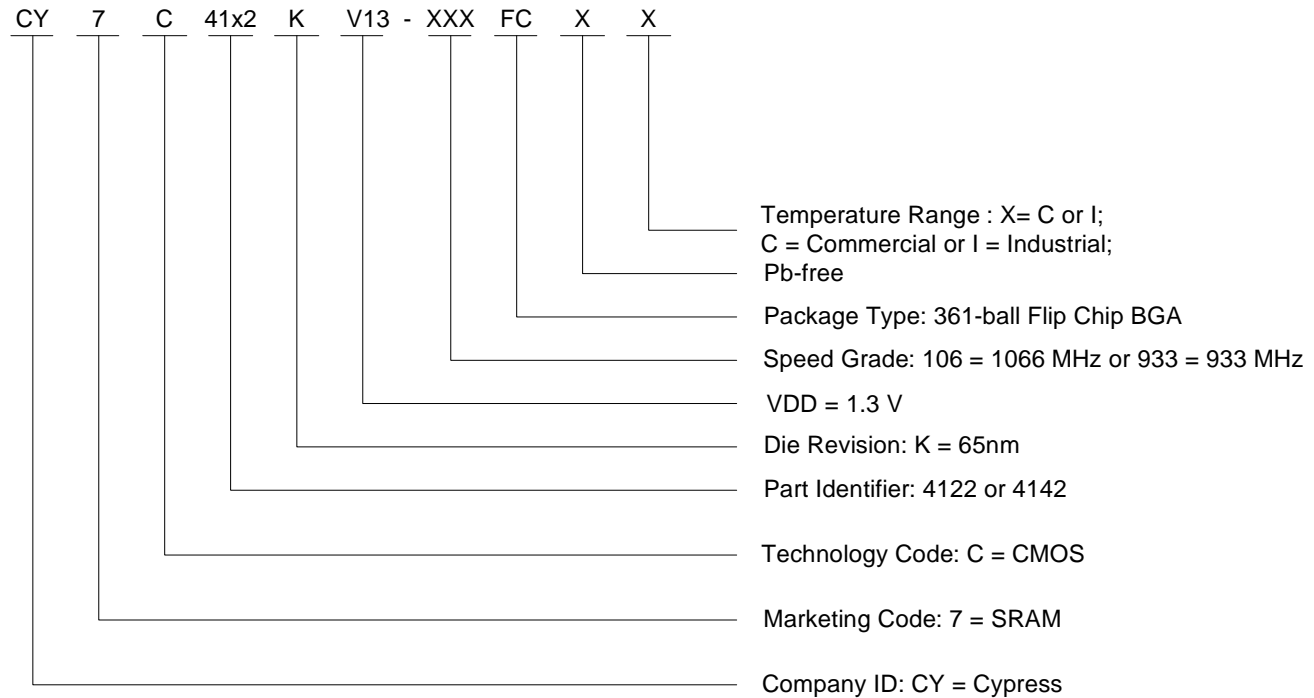 CY 7 C 41x2 K V13 - XXX FC X X
Temperature Range : X= C or I;
C = Commercial or I = Industrial;
Pb-free
Package Type: 361-ball Flip Chip BGA
Speed Grade: 106 = 1066 MHz or 933 = 933 MHz
VDD = 1.3 V
Die Revision: K = 65nm
Part Identifier: 4122 or 4142
Technology Code: C = CMOS
Marketing Code: 7 = SRAM
Company ID: CY = Cypress